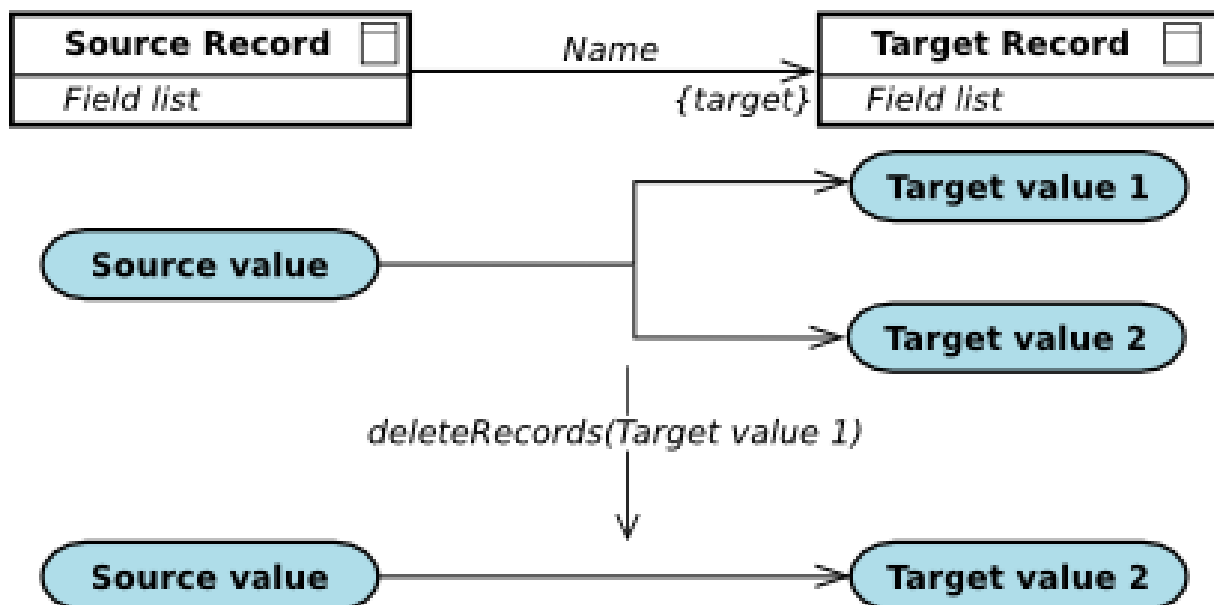 Source Record
Name
Target Record
Field list
{target}
Field list
Target value 1
Source value
Target value 2
deleteRecords(Target value 1)
Source value
Target value 2